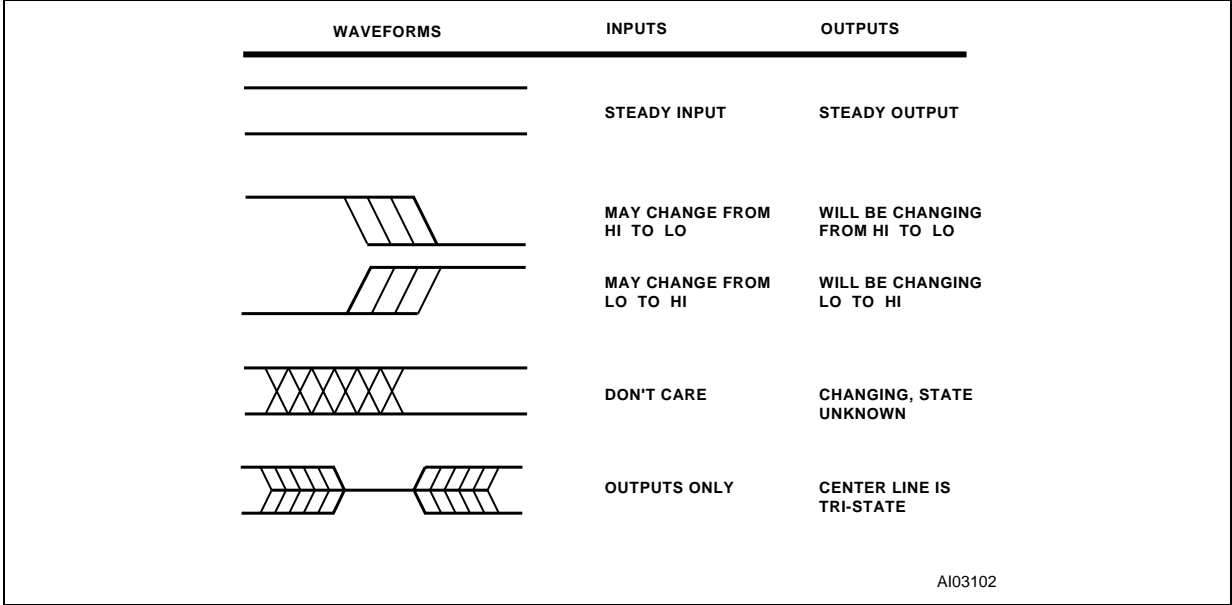 WAVEFORMS INPUTS OUTPUTS
STEADY INPUT STEADY OUTPUT
MAY CHANGE FROM WILL BE CHANGING
HI TO LO FROM HI TO LO
MAY CHANGE FROM WILL BE CHANGING
LO TO HI LO TO HI
DON'T CARE CHANGING, STATE
UNKNOWN
OUTPUTS ONLY CENTER LINE IS
TRI-STATE
AI03102